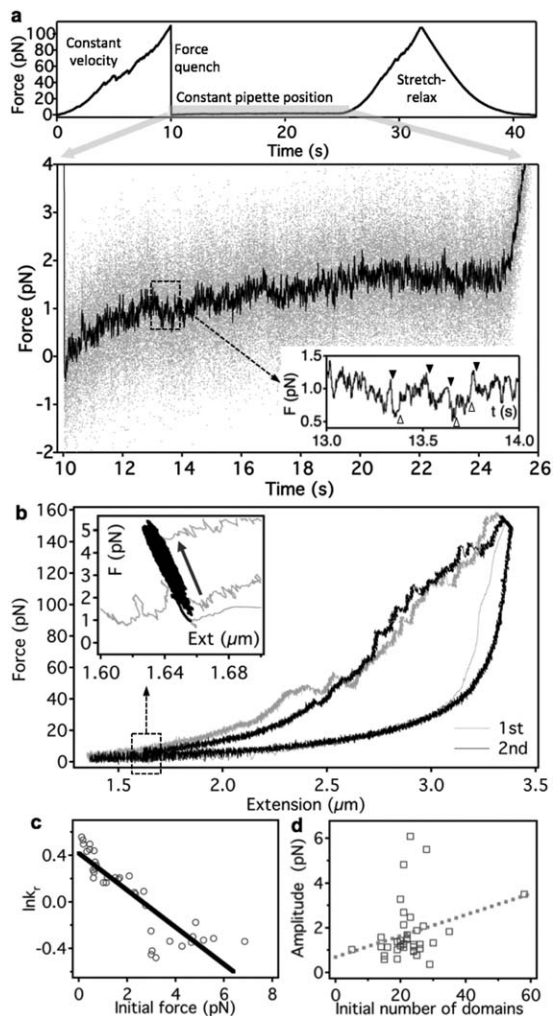 a
100
80
60
40
20
0
Force (pN)
Constant
velocity
Force
quench
Constant pipette position
Stretch-
relax
0
10
20
30
40
Time (s)
4
3
2
1
0
-1
-2
Force (pN)
1.5
1.0
0.5
F (pN)
t (s)
13.0
13.5
14.0
10
12
14
16
18
20
22
24
26
Time (s)
b
160
140
120
100
80
60
40
20
0
Force (pN)
5
4
3
2
1
0
F (pN)
Ext (μm)
1.60
1.64
1.68
1st
2nd
1.5
2.0
2.5
3.0
3.5
Extension (μm)
c
0.4
0.0
-0.4
lnkr
0
2
4
6
8
Initial force (pN)
d
6
4
2
0
Amplitude (pN)
0
20
40
60
Initial number of domains